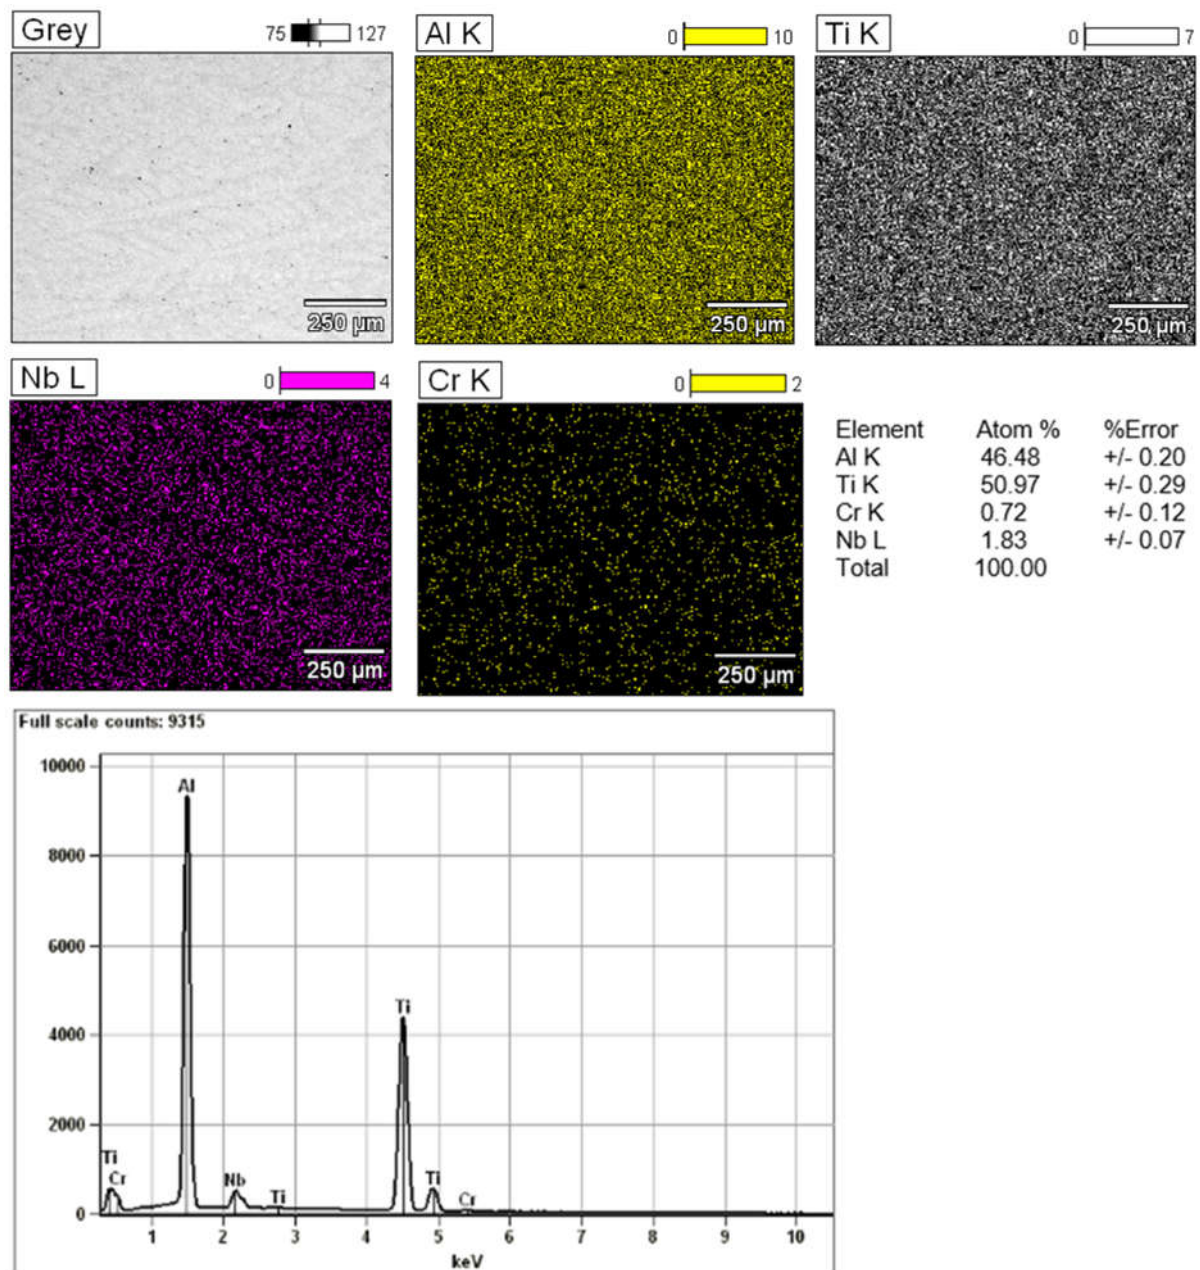 Grey
75 127
250 µm
Al K
0 10
250 µm
Ti K
0 7
250 µm
Nb L
0 4
250 µm
Cr K
0 2
250 µm
Element Atom % %Error
Al K 46.48 +/- 0.20
Ti K 50.97 +/- 0.29
Cr K 0.72 +/- 0.12
Nb L 1.83 +/- 0.07
Total 100.00
Full scale counts: 9315
10000
8000
6000
4000
2000
0
Al
Ti
Ti
Cr
Nb
Ti
Ti
Cr
1 2 3 4 5 6 7 8 9 10
keV